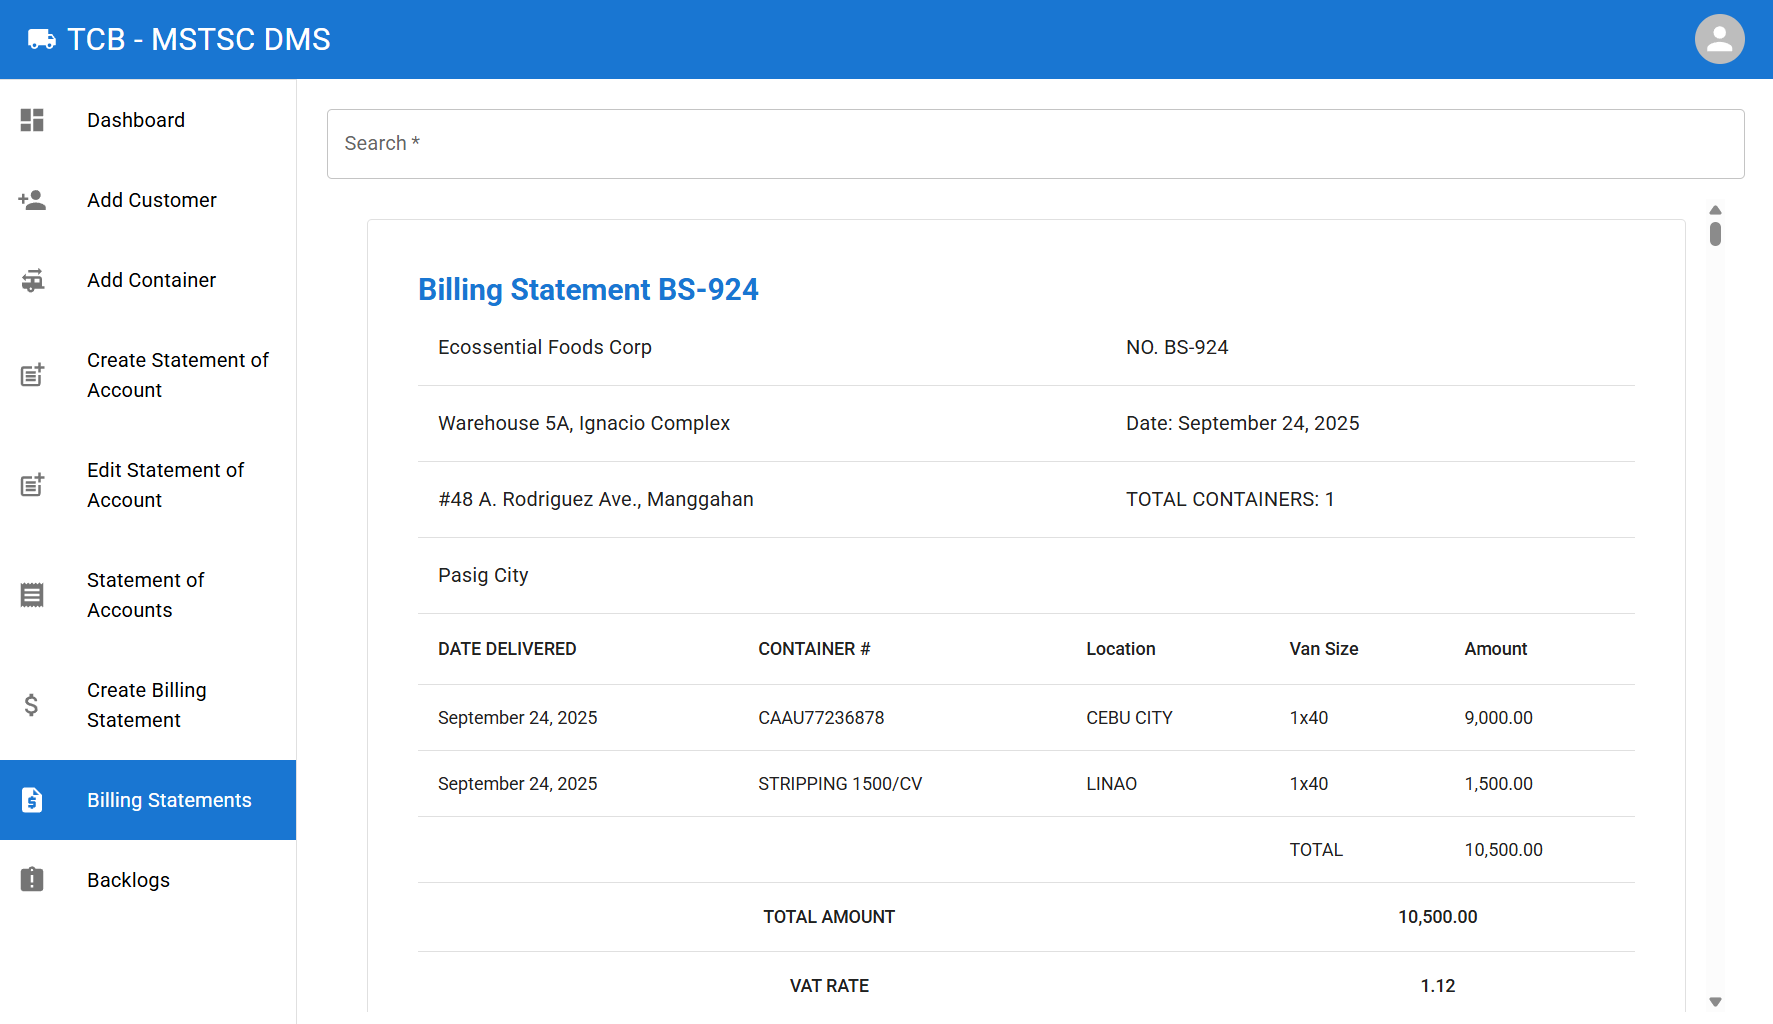 TCB - MSTSC DMS
Dashboard
Add Customer
Add Container
Create Statement of
Account
Edit Statement of
Account
Statement of
Accounts
Create Billing
Statement
Billing Statements
Backlogs
Search *
Billing Statement BS-924
Ecossential Foods Corp NO. BS-924
Warehouse 5A, Ignacio Complex Date: September 24, 2025
#48 A. Rodriguez Ave., Manggahan TOTAL CONTAINERS: 1
Pasig City
DATE DELIVERED CONTAINER # Location Van Size Amount
September 24, 2025 CAAU77236878 CEBU CITY 1x40 9,000.00
September 24, 2025 STRIPPING 1500/CV LINAO 1x40 1,500.00
TOTAL 10,500.00
TOTAL AMOUNT 10,500.00
VAT RATE 1.12